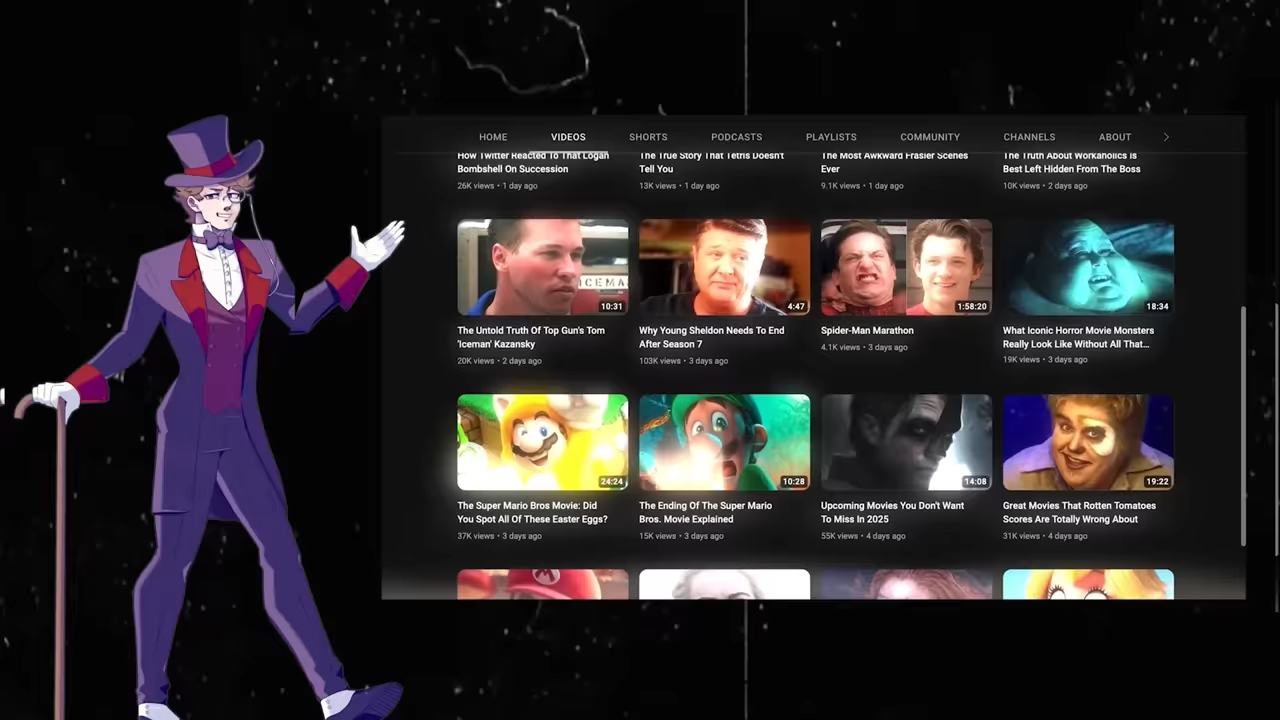 HOME VIDEOS SHORTS PODCASTS PLAYLISTS COMMUNITY CHANNELS ABOUT
How Twitter Reacted To That Logan
Bombshell On Succession
26K views • 1 day ago
The True Story That Tetris Doesn't
Tell You
13K views • 1 day ago
The Most Awkward Frasier Scenes
Ever
9.1K views • 1 day ago
The Truth About Workaholics Is
Best Left Hidden From The Boss
10K views • 2 days ago
ICEMA
10:31
The Untold Truth Of Top Gun's Tom
'Iceman' Kazansky
20K views • 2 days ago
4:47
Why Young Sheldon Needs To End
After Season 7
103K views • 3 days ago
1:58:20
Spider-Man Marathon
4.1K views • 3 days ago
18:34
What Iconic Horror Movie Monsters
Really Look Like Without All That...
19K views • 3 days ago
24:24
The Super Mario Bros Movie: Did
You Spot All Of These Easter Eggs?
37K views • 3 days ago
10:28
The Ending Of The Super Mario
Bros. Movie Explained
15K views • 3 days ago
14:08
Upcoming Movies You Don't Want
To Miss In 2025
55K views • 4 days ago
19:22
Great Movies That Rotten Tomatoes
Scores Are Totally Wrong About
31K views • 4 days ago
M